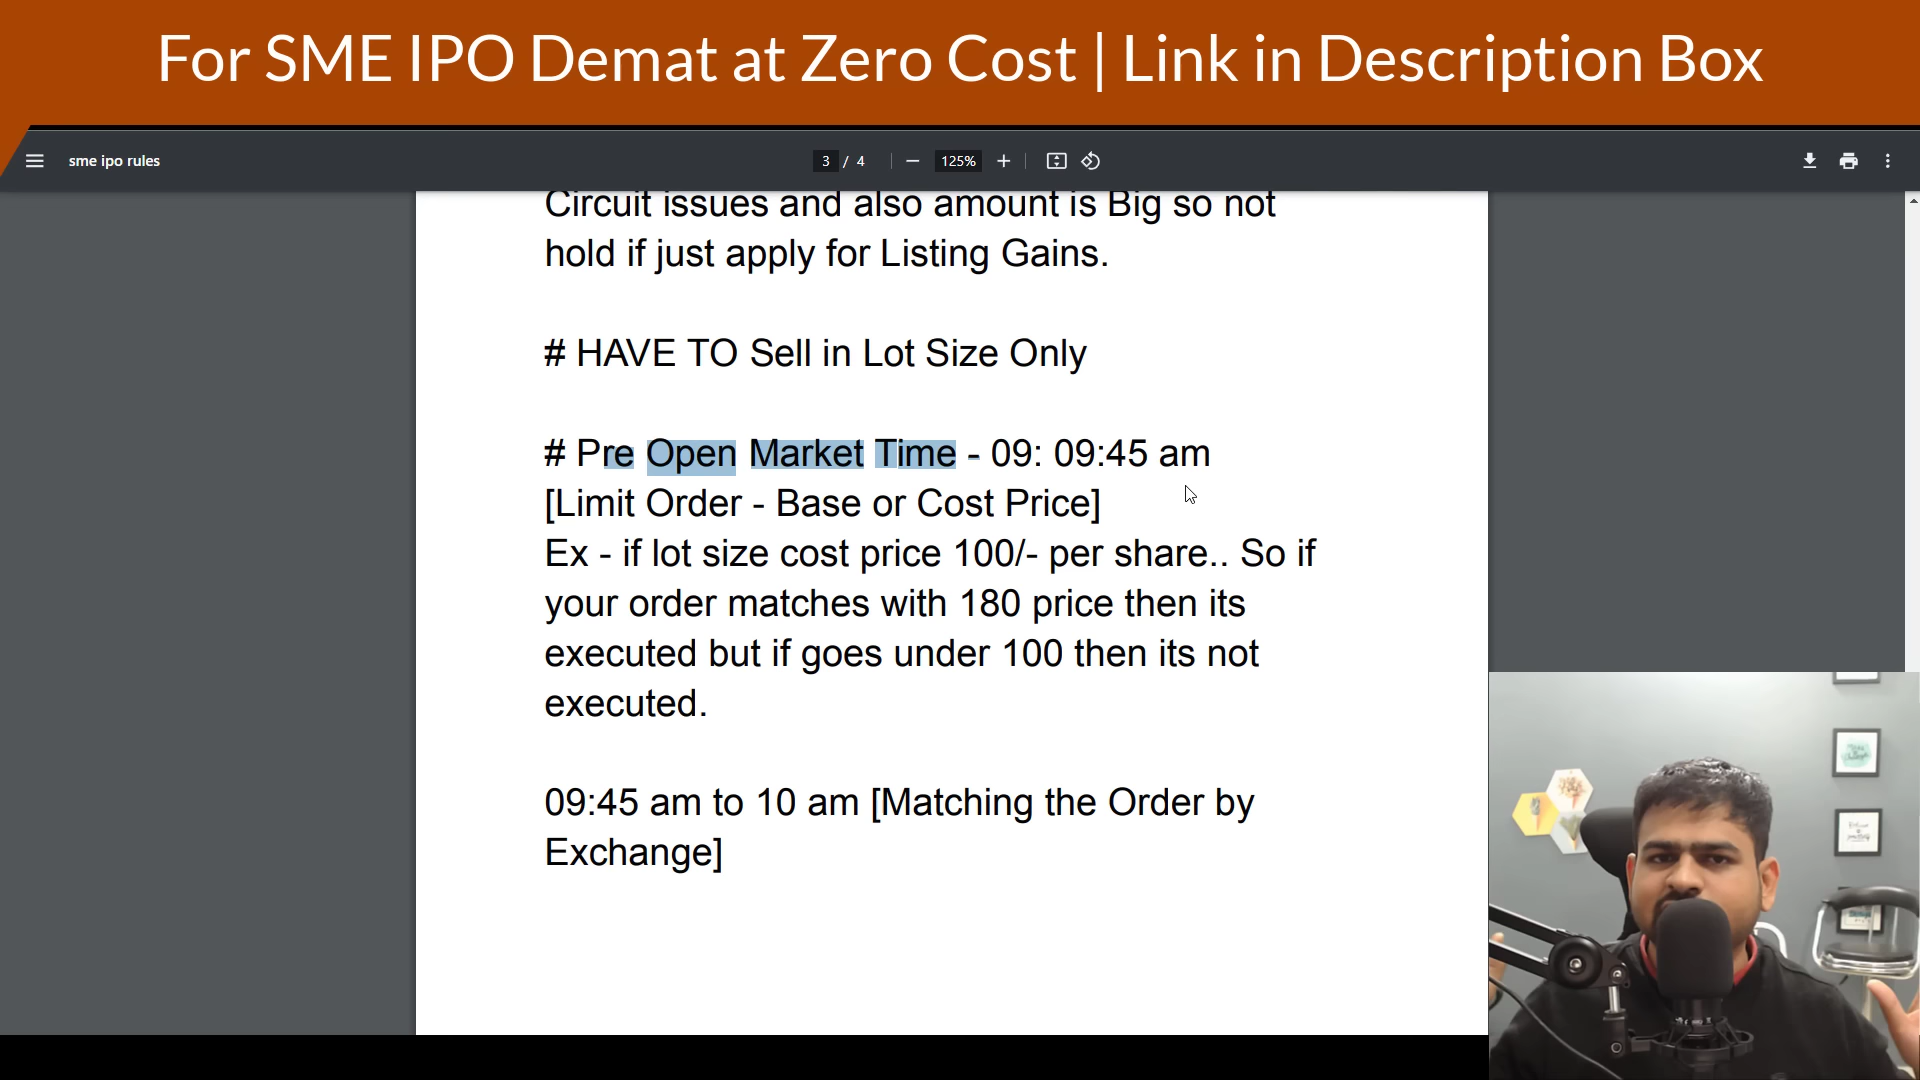 For SME IPO Demat at Zero Cost | Link in Description Box
sme ipo rules
3 / 4
125%
Circuit issues and also amount is Big so not
hold if just apply for Listing Gains.
# HAVE TO Sell in Lot Size Only
# Pre Open Market Time - 09: 09:45 am
[Limit Order - Base or Cost Price]
Ex - if lot size cost price 100/- per share.. So if
your order matches with 180 price then its
executed but if goes under 100 then its not
executed.
09:45 am to 10 am [Matching the Order by
Exchange]